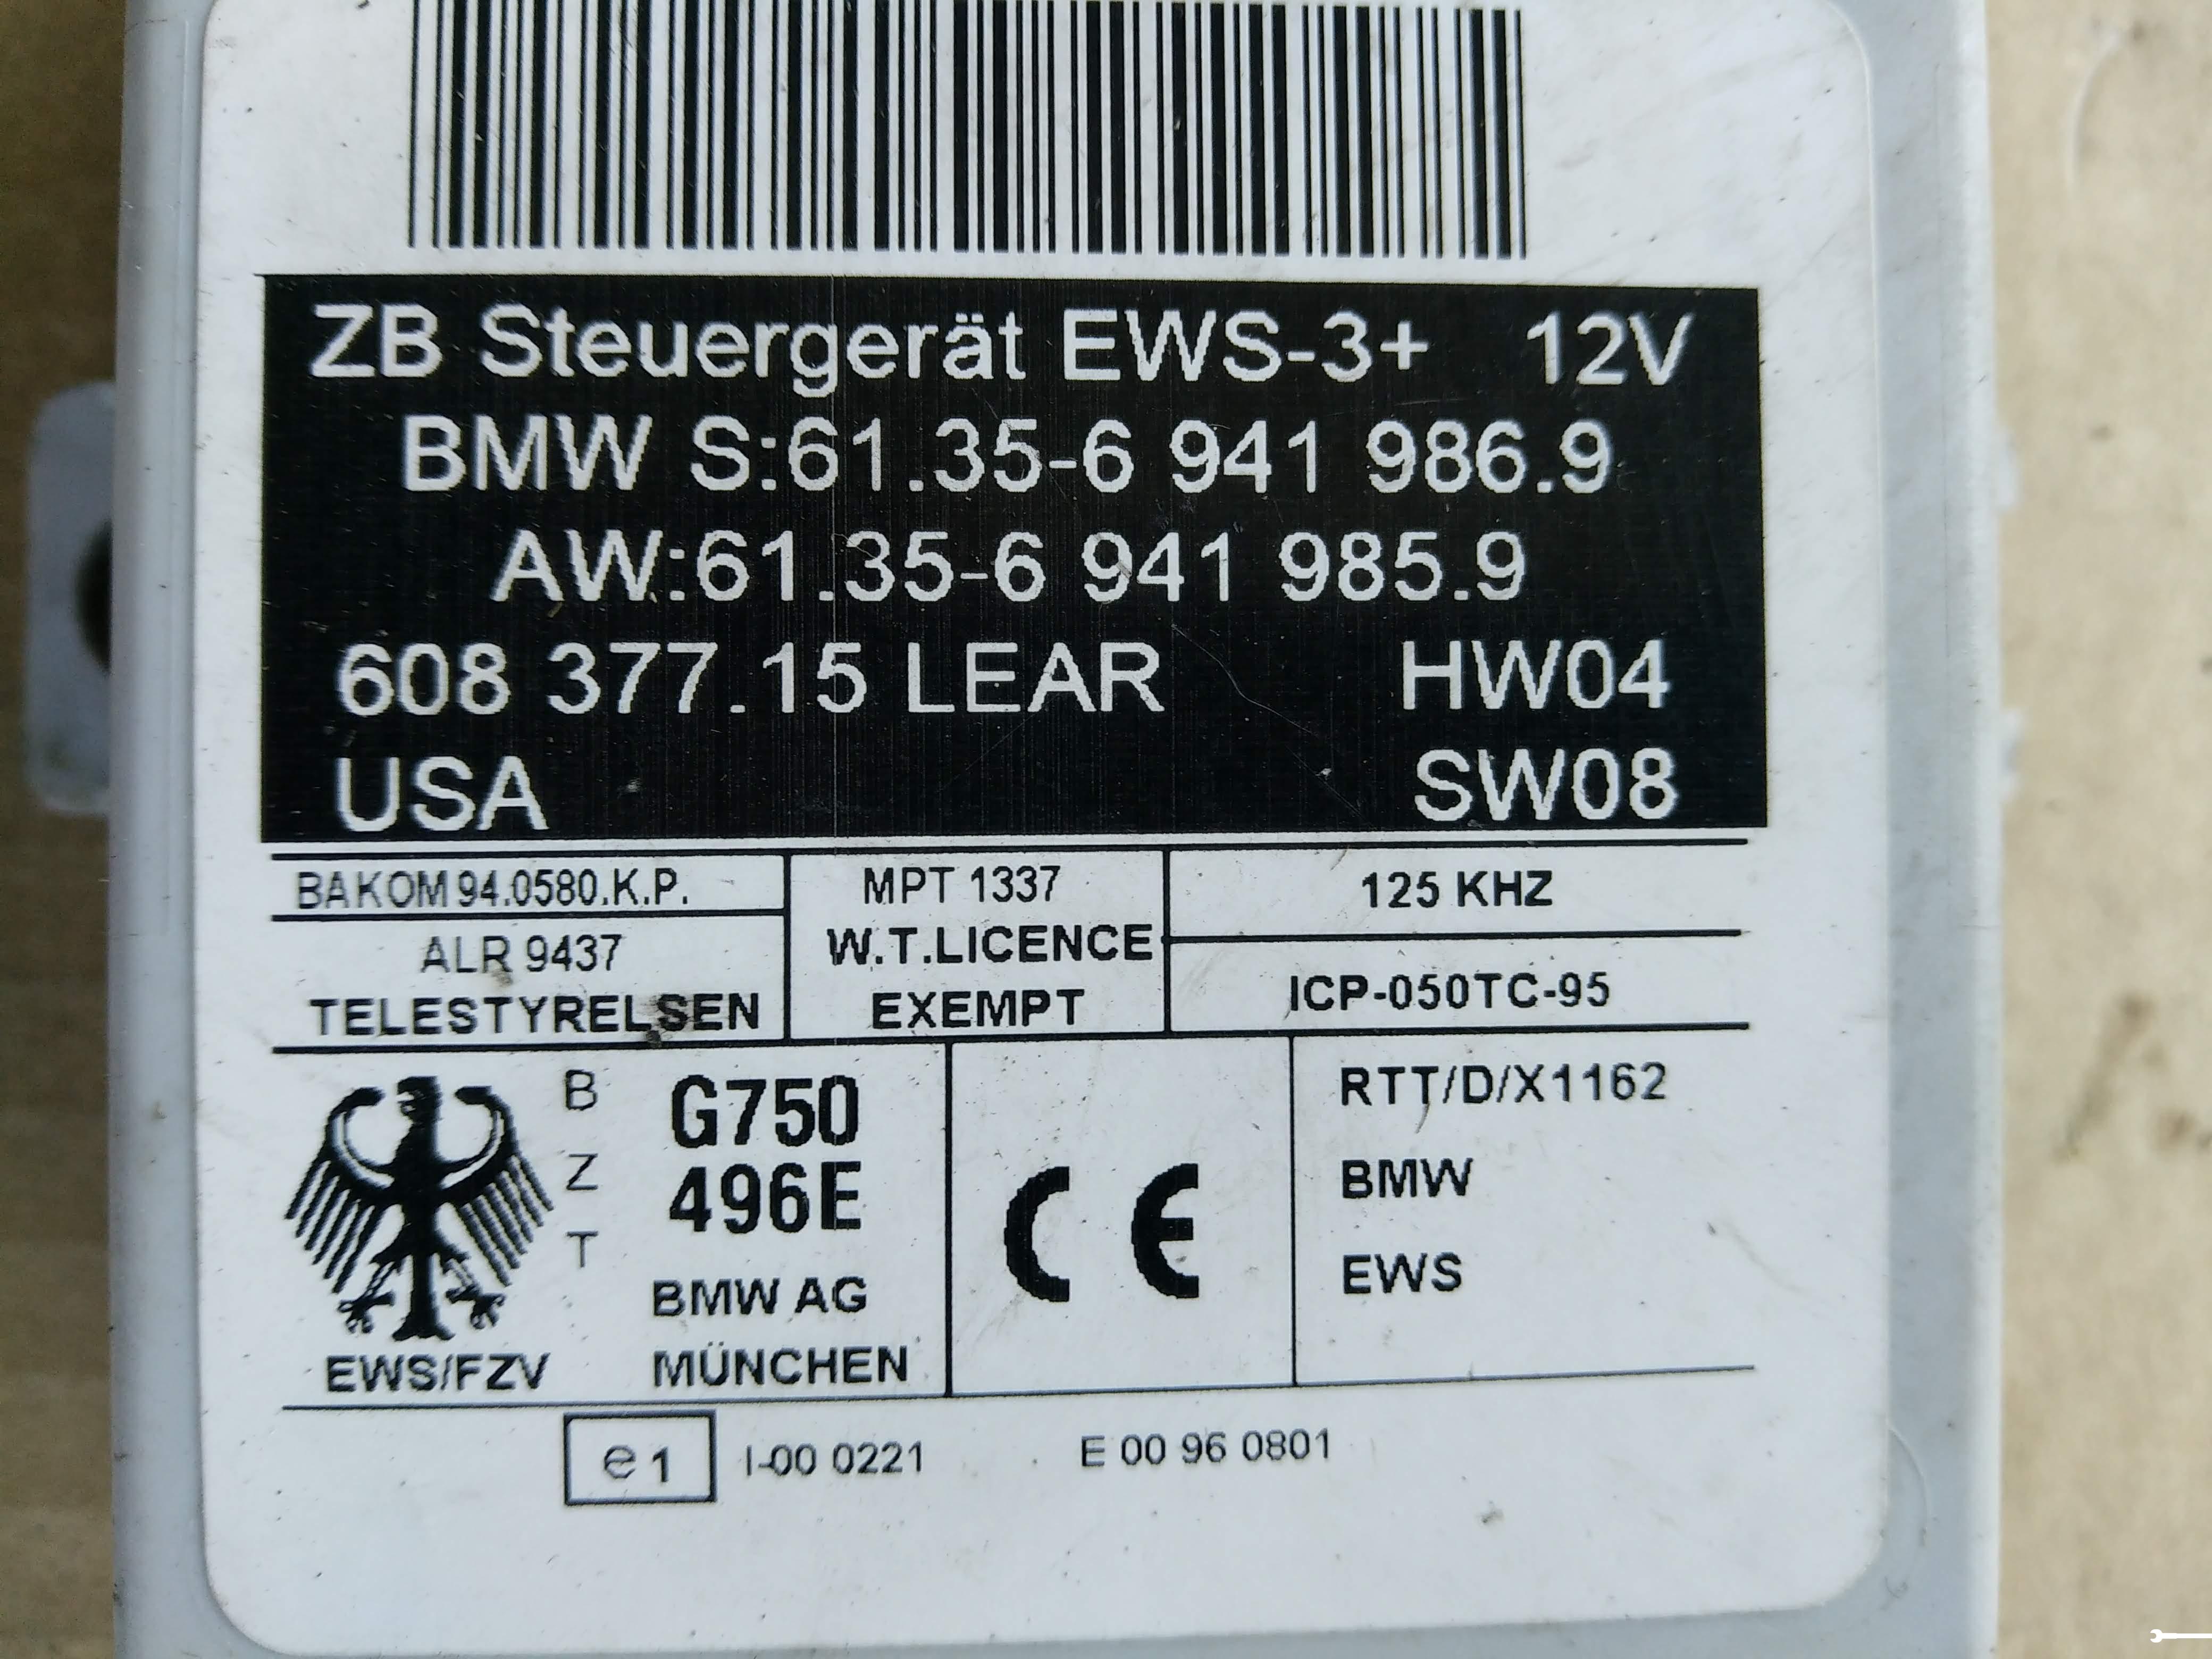 ZB Steuergerät EWS-3+ 12V
BMW S:61.35-6 941 986.9
AW:61.35-6 941 985.9
608 377.15 LEAR HW04
USA SW08
BAKOM 94.0580.K.P.
ALR 9437
TELESTYRELSEN
MPT 1337
W.T.LICENCE
EXEMPT
125 KHZ
ICP-050TC-95
B
Z
T
G750
496E
BMW AG
MÜNCHEN
EWS/FZV
CE
RTT/D/X1162
BMW
EWS
e1 I-00 0221 E 00 96 0801